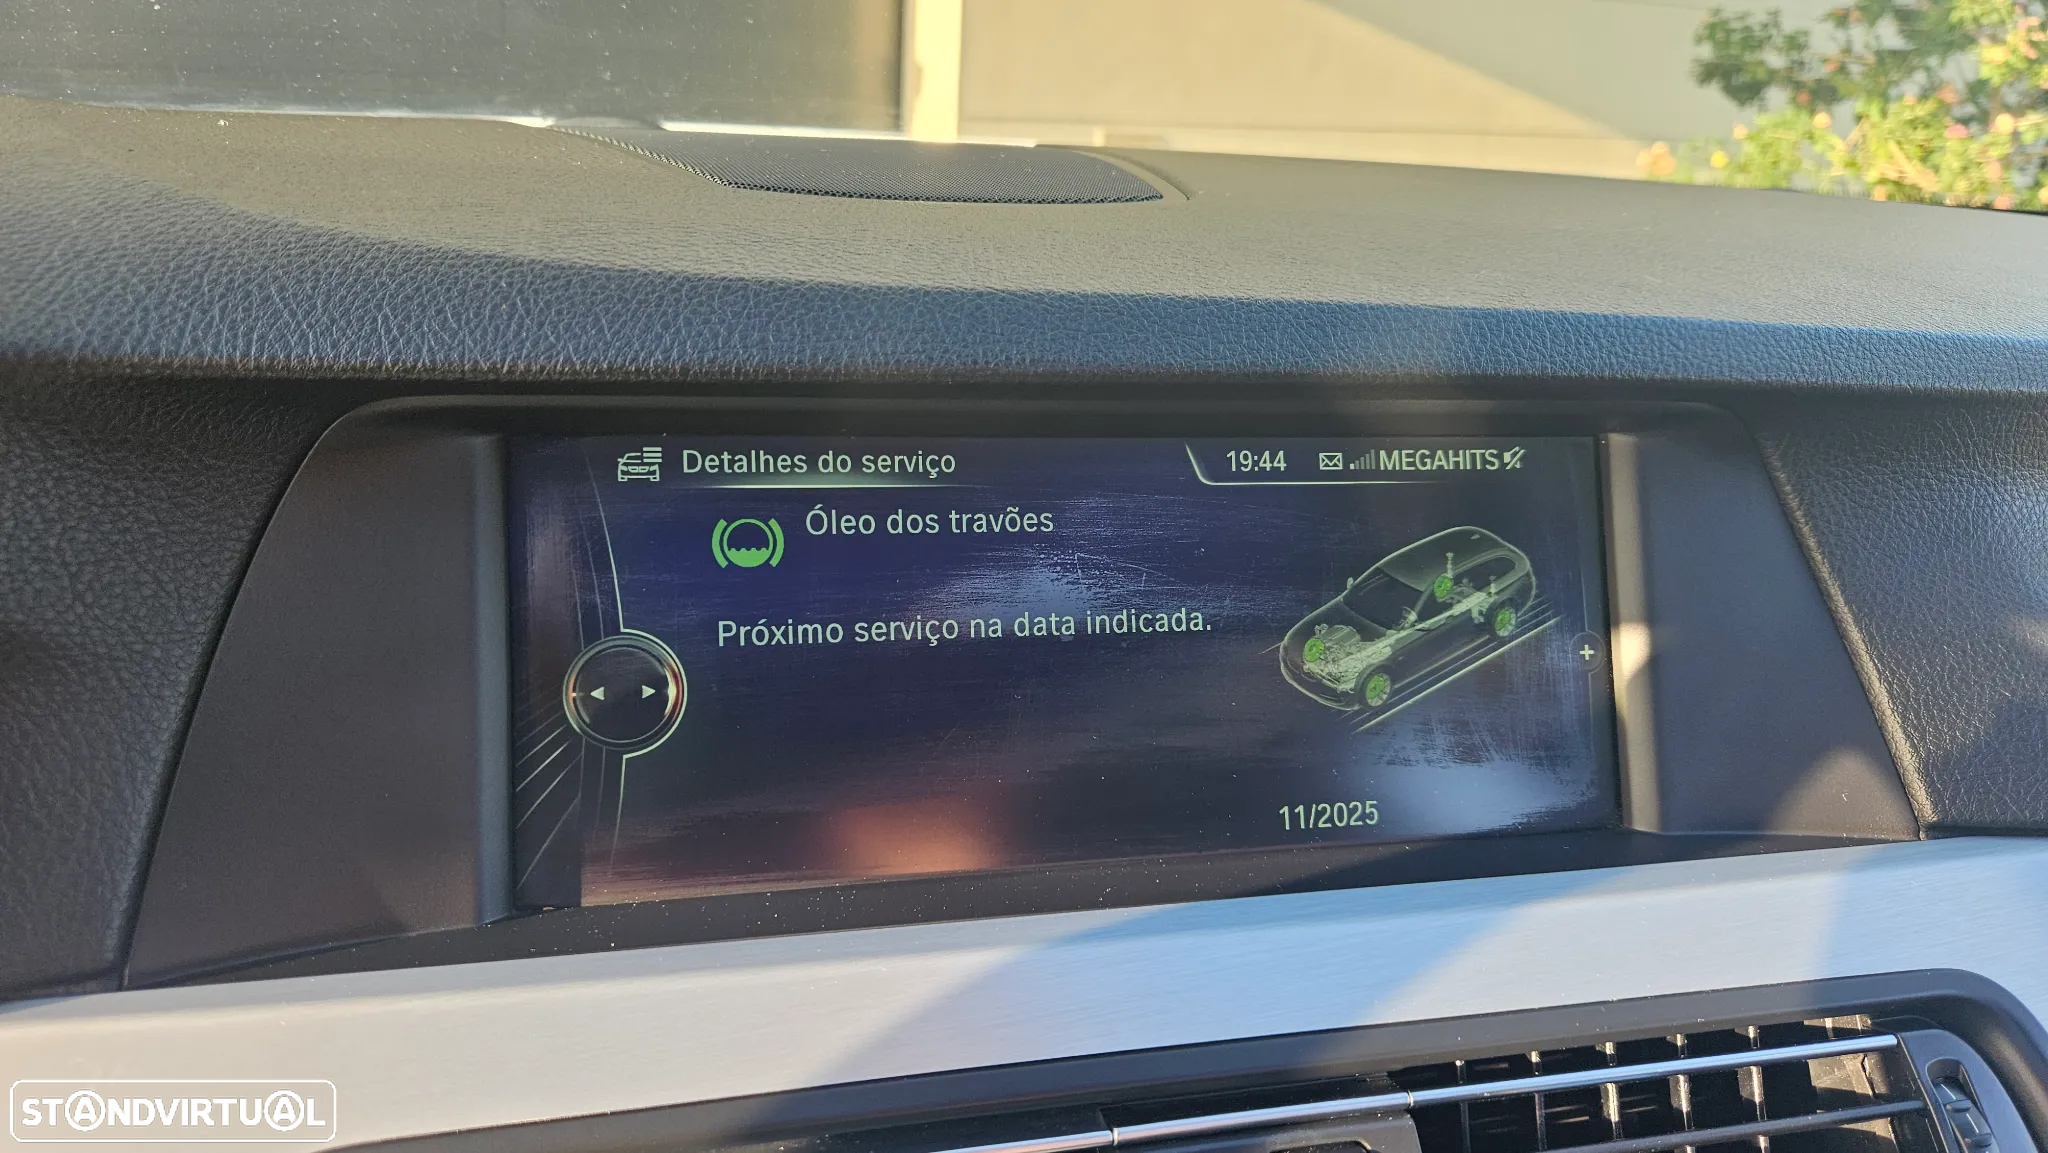 Detalhes do serviço
19:44 MEGAHITS
Óleo dos travões
Próximo serviço na data indicada.
+
11/2025
STANDVIRTUAL